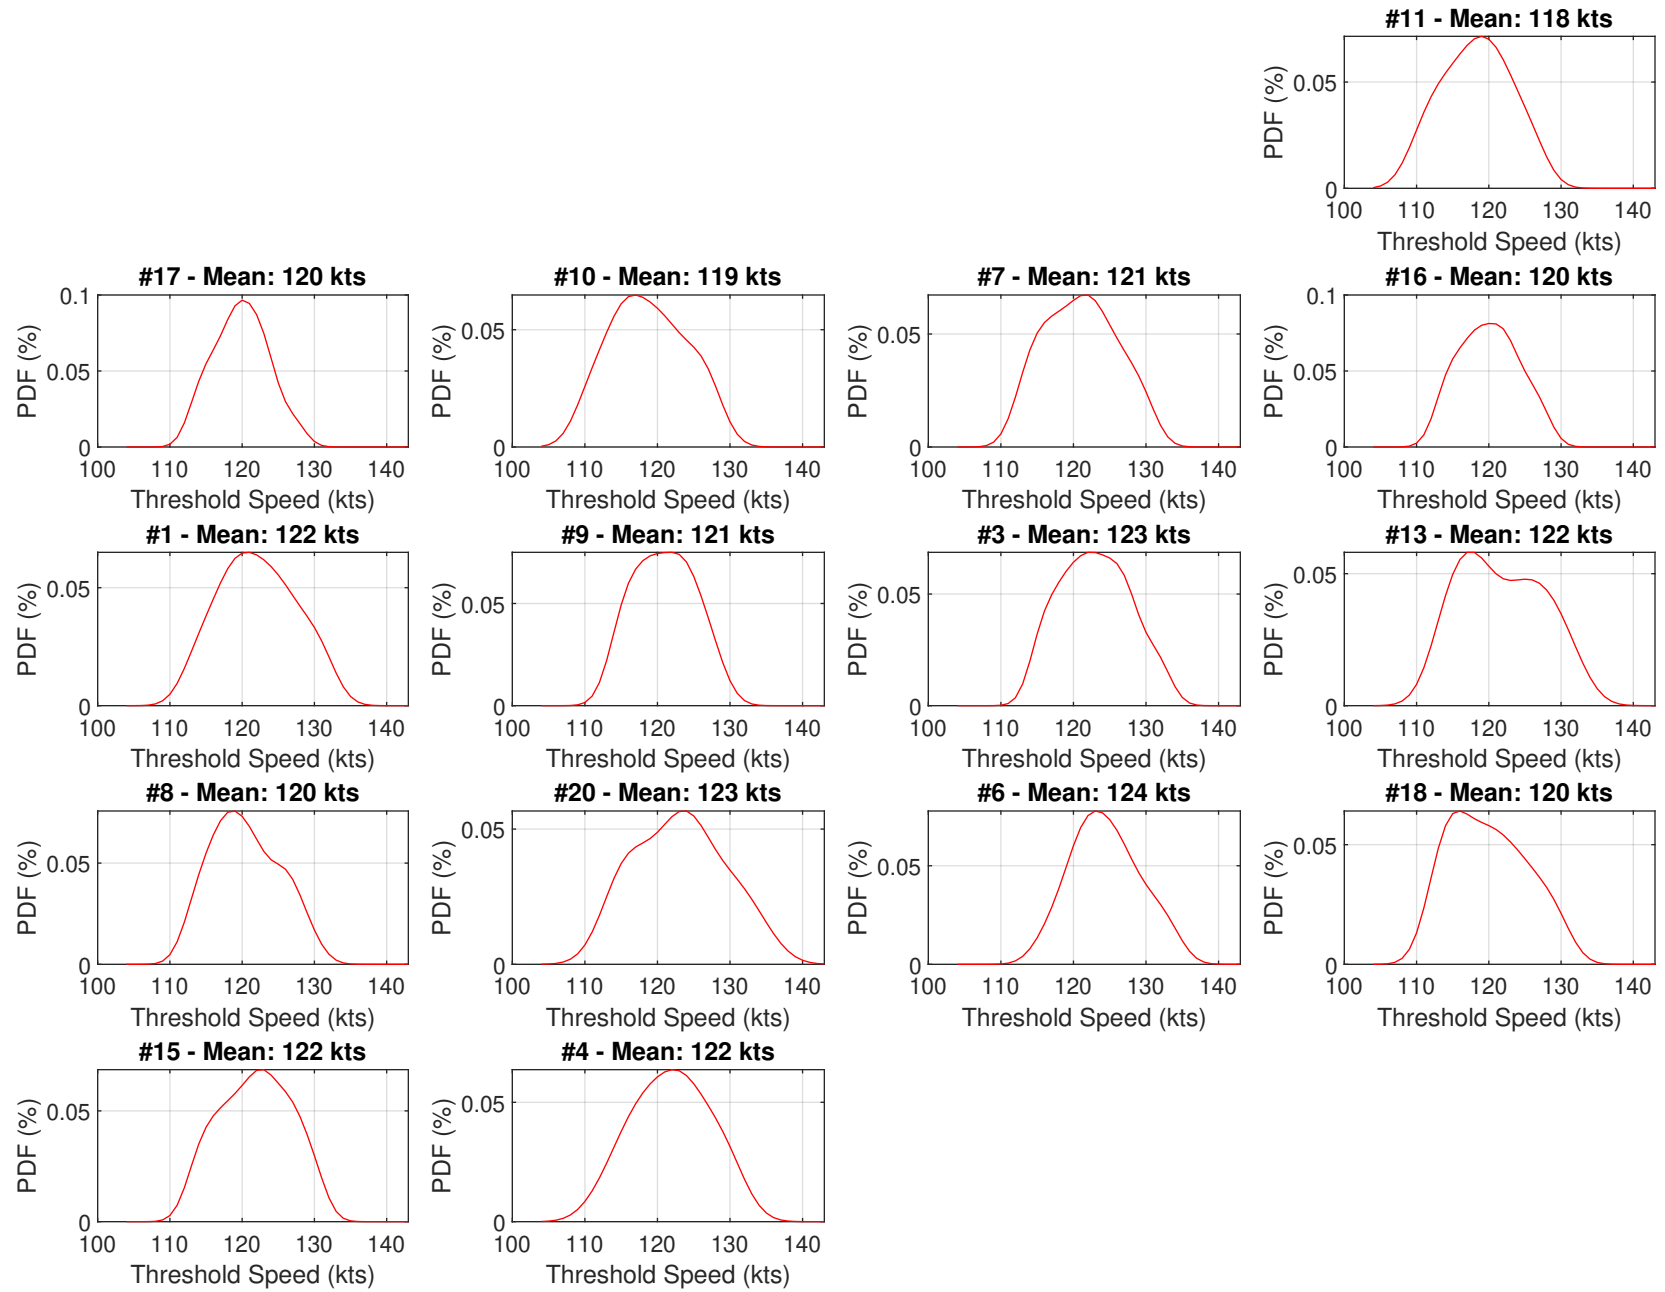 #11 - Mean: 118 kts
PDF (%)
0.05
0
100 110 120 130 140
Threshold Speed (kts)
#17 - Mean: 120 kts
PDF (%)
0.1
0.05
0
100 110 120 130 140
Threshold Speed (kts)
#10 - Mean: 119 kts
PDF (%)
0.05
0
100 110 120 130 140
Threshold Speed (kts)
#7 - Mean: 121 kts
PDF (%)
0.05
0
100 110 120 130 140
Threshold Speed (kts)
#16 - Mean: 120 kts
PDF (%)
0.1
0.05
0
100 110 120 130 140
Threshold Speed (kts)
#1 - Mean: 122 kts
PDF (%)
0.05
0
100 110 120 130 140
Threshold Speed (kts)
#9 - Mean: 121 kts
PDF (%)
0.05
0
100 110 120 130 140
Threshold Speed (kts)
#3 - Mean: 123 kts
PDF (%)
0.05
0
100 110 120 130 140
Threshold Speed (kts)
#13 - Mean: 122 kts
PDF (%)
0.05
0
100 110 120 130 140
Threshold Speed (kts)
#8 - Mean: 120 kts
PDF (%)
0.05
0
100 110 120 130 140
Threshold Speed (kts)
#20 - Mean: 123 kts
PDF (%)
0.05
0
100 110 120 130 140
Threshold Speed (kts)
#6 - Mean: 124 kts
PDF (%)
0.05
0
100 110 120 130 140
Threshold Speed (kts)
#18 - Mean: 120 kts
PDF (%)
0.05
0
100 110 120 130 140
Threshold Speed (kts)
#15 - Mean: 122 kts
PDF (%)
0.05
0
100 110 120 130 140
Threshold Speed (kts)
#4 - Mean: 122 kts
PDF (%)
0.05
0
100 110 120 130 140
Threshold Speed (kts)